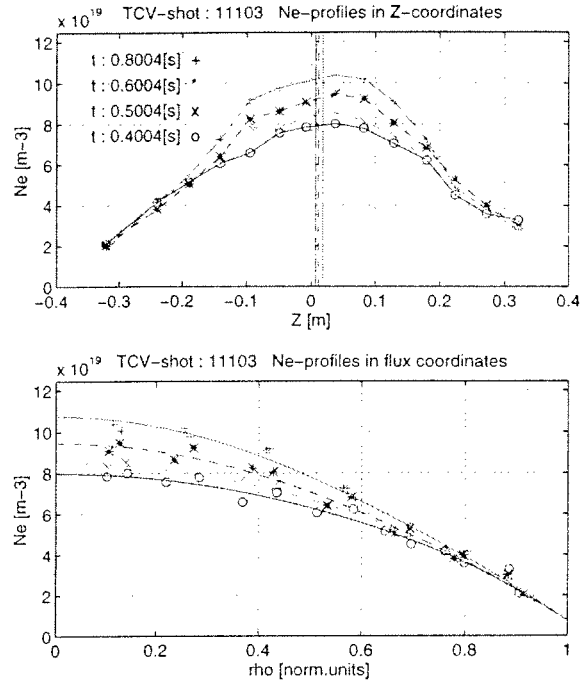 TCV-shot : 11103 Ne-profiles in Z-coordinates
x 10^19
t : 0.8004[s] +
t : 0.6004[s] *
t : 0.5004[s] x
t : 0.4004[s] o
12
10
8
6
4
2
0
Ne [m-3]
-0.4 -0.3 -0.2 -0.1 0 0.1 0.2 0.3 0.4
Z [m]
TCV-shot : 11103 Ne-profiles in flux coordinates
x 10^19
12
10
8
6
4
2
0
Ne [m-3]
0 0.2 0.4 0.6 0.8 1
rho [norm.units]